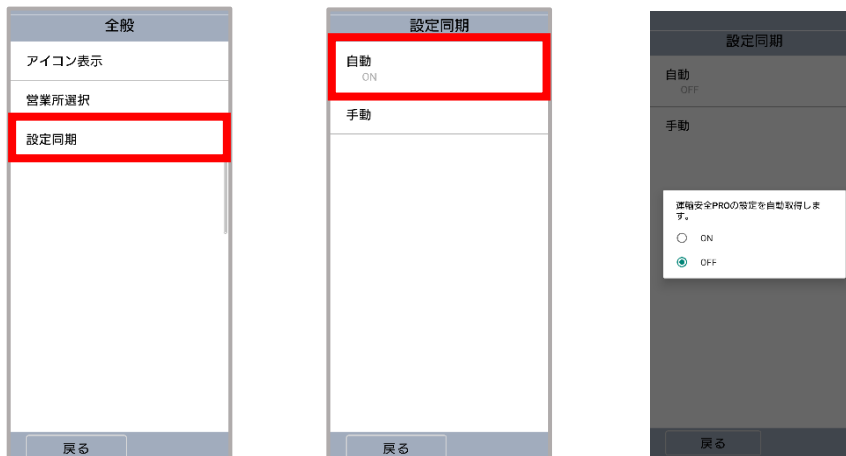 全般
アイコン表示
営業所選択
設定同期
戻る
設定同期
自動
ON
手動
戻る
設定同期
自動
OFF
手動
運輸安全PROの設定を自動取得しま
す。
ON
OFF
戻る